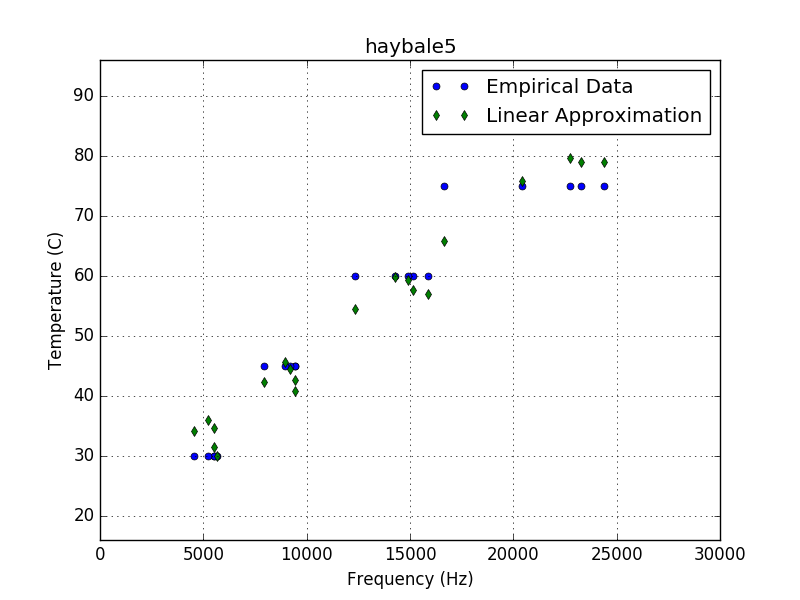 haybale5
Empirical Data
Linear Approximation
90
80
70
60
50
40
30
20
Temperature (C)
0 5000 10000 15000 20000 25000 30000
Frequency (Hz)